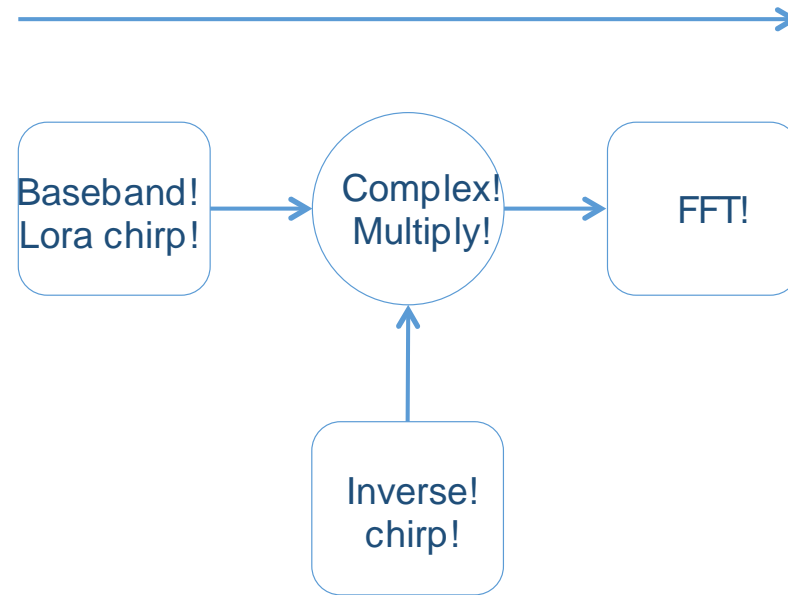 Baseband!
Lora chirp!
Complex!
Multiply!
FFT!
Inverse!
chirp!